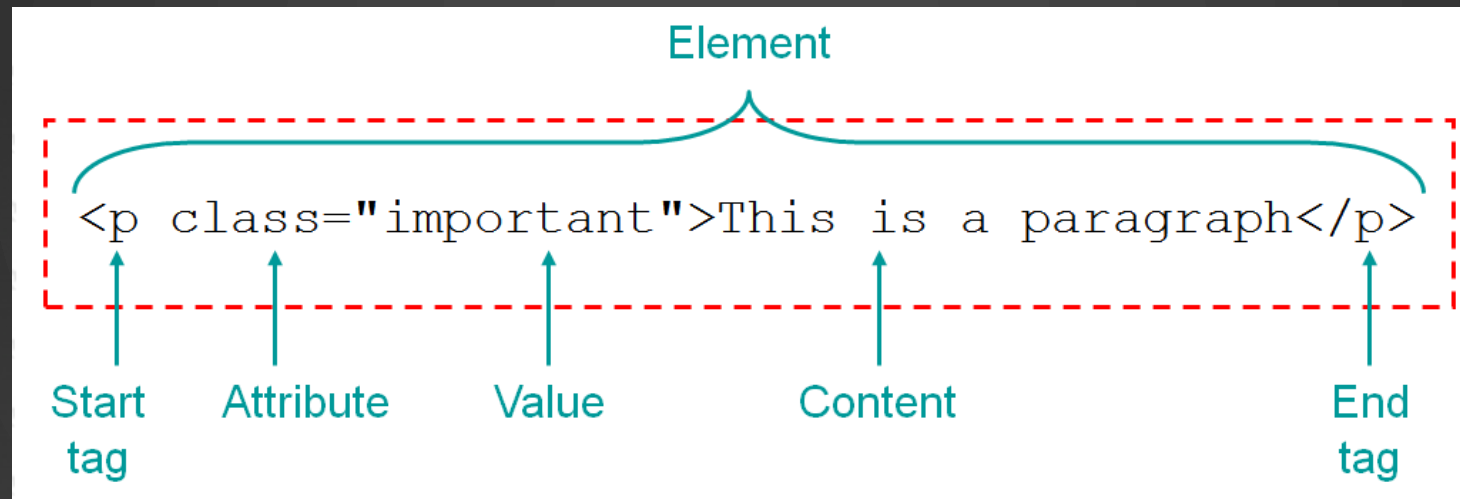 Element
<p class="important">This is a paragraph</p>
Start Attribute Value Content End
tag tag